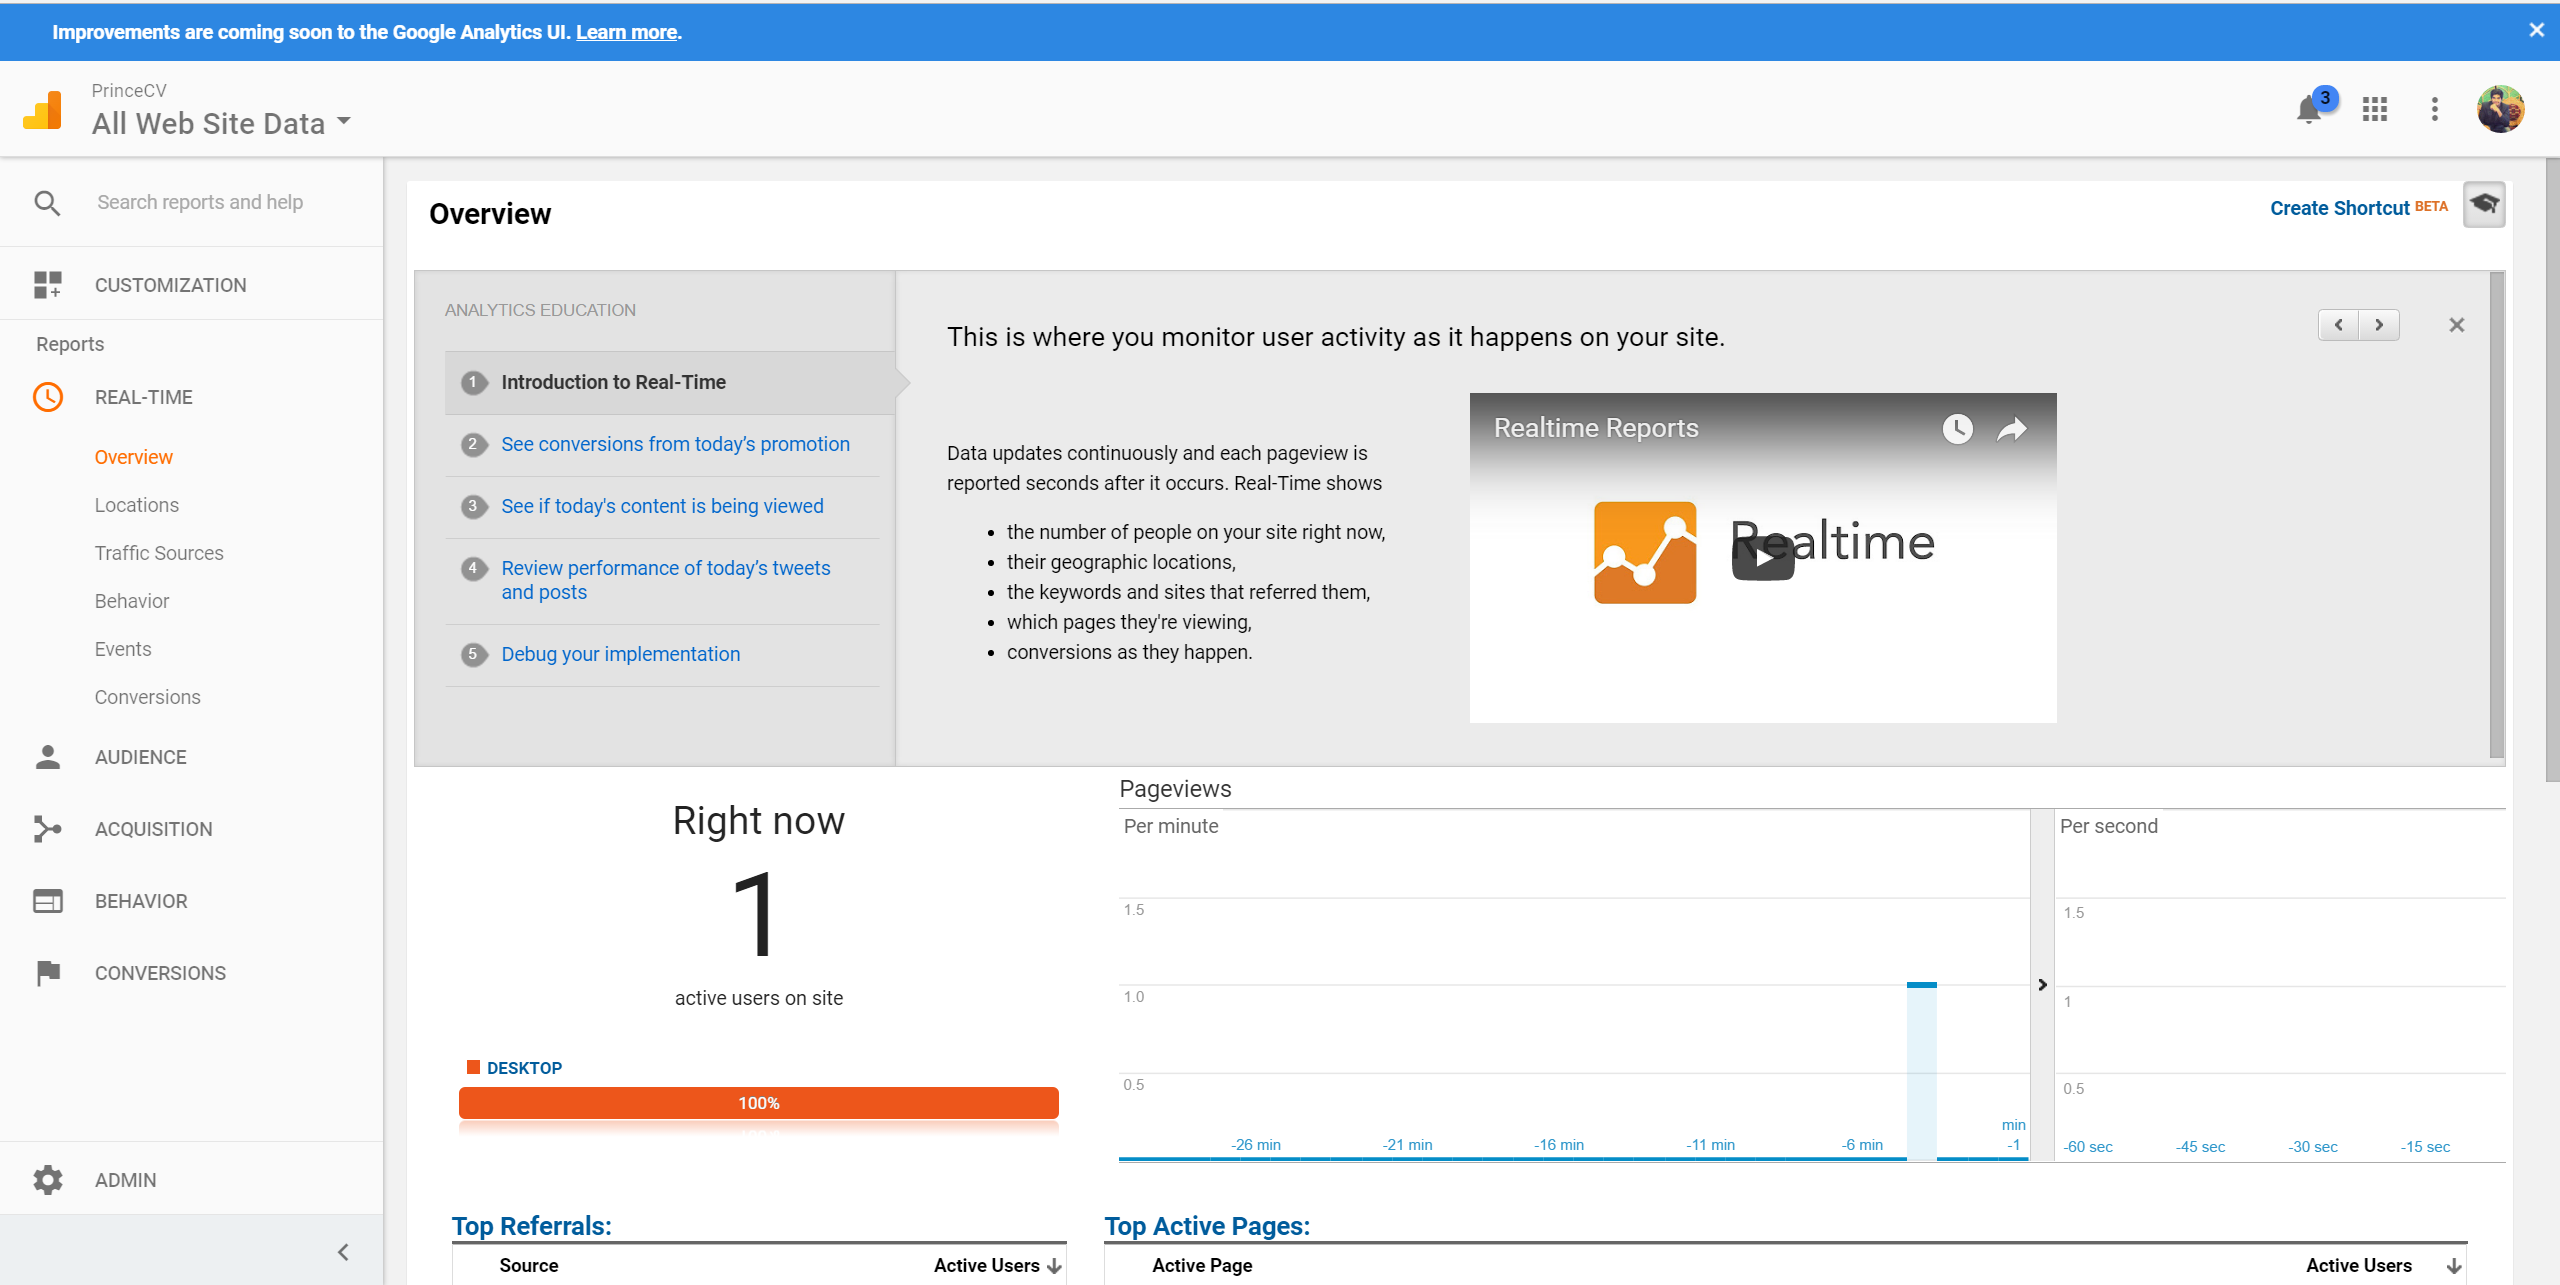 Improvements are coming soon to the Google Analytics UI. Learn more.
PrinceCV
All Web Site Data
3
Search reports and help
CUSTOMIZATION
Reports
REAL-TIME
Overview
Locations
Traffic Sources
Behavior
Events
Conversions
AUDIENCE
ACQUISITION
BEHAVIOR
CONVERSIONS
ADMIN
Overview
Create Shortcut BETA
ANALYTICS EDUCATION
1 Introduction to Real-Time
2 See conversions from today’s promotion
3 See if today's content is being viewed
4 Review performance of today’s tweets
and posts
5 Debug your implementation
This is where you monitor user activity as it happens on your site.
Data updates continuously and each pageview is
reported seconds after it occurs. Real-Time shows
• the number of people on your site right now,
• their geographic locations,
• the keywords and sites that referred them,
• which pages they're viewing,
• conversions as they happen.
Realtime Reports
Realtime
Right now
1
active users on site
DESKTOP
100%
Pageviews
Per minute
1.5
1.0
0.5
min
-26 min -21 min -16 min -11 min -6 min -1
Per second
1.5
1
0.5
-60 sec -45 sec -30 sec -15 sec
Top Referrals:
Source Active Users
Top Active Pages:
Active Page Active Users